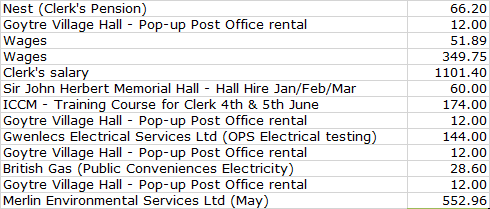 Nest (Clerk's Pension) 66.20
Goytre Village Hall - Pop-up Post Office rental 12.00
Wages 51.89
Wages 349.75
Clerk's salary 1101.40
Sir John Herbert Memorial Hall - Hall Hire Jan/Feb/Mar 60.00
ICCM - Training Course for Clerk 4th & 5th June 174.00
Goytre Village Hall - Pop-up Post Office rental 12.00
Gwenlecs Electrical Services Ltd (OPS Electrical testing) 144.00
Goytre Village Hall - Pop-up Post Office rental 12.00
British Gas (Public Conveniences Electricity) 28.60
Goytre Village Hall - Pop-up Post Office rental 12.00
Merlin Environmental Services Ltd (May) 552.96